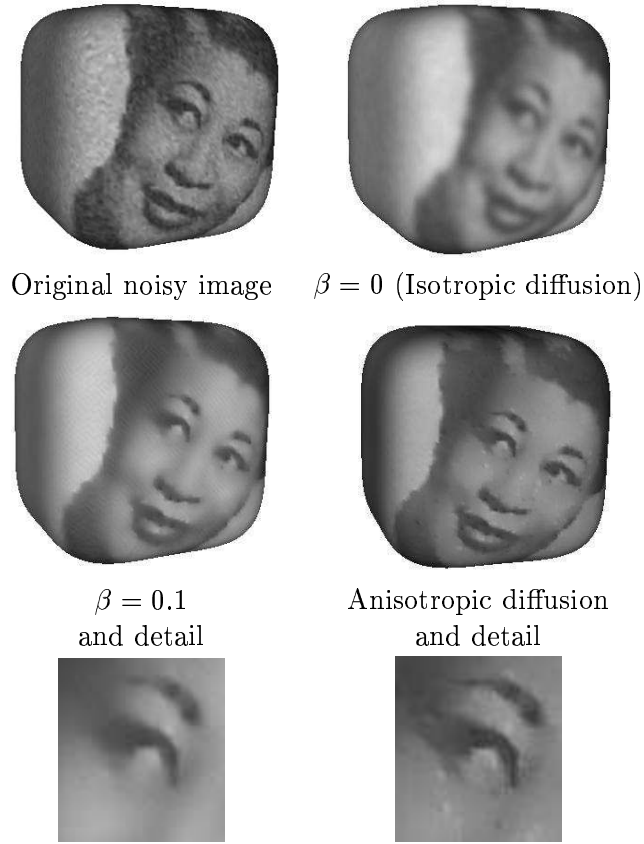 Original noisy image
β = 0 (Isotropic diffusion)
β = 0.1
and detail
Anisotropic diffusion
and detail